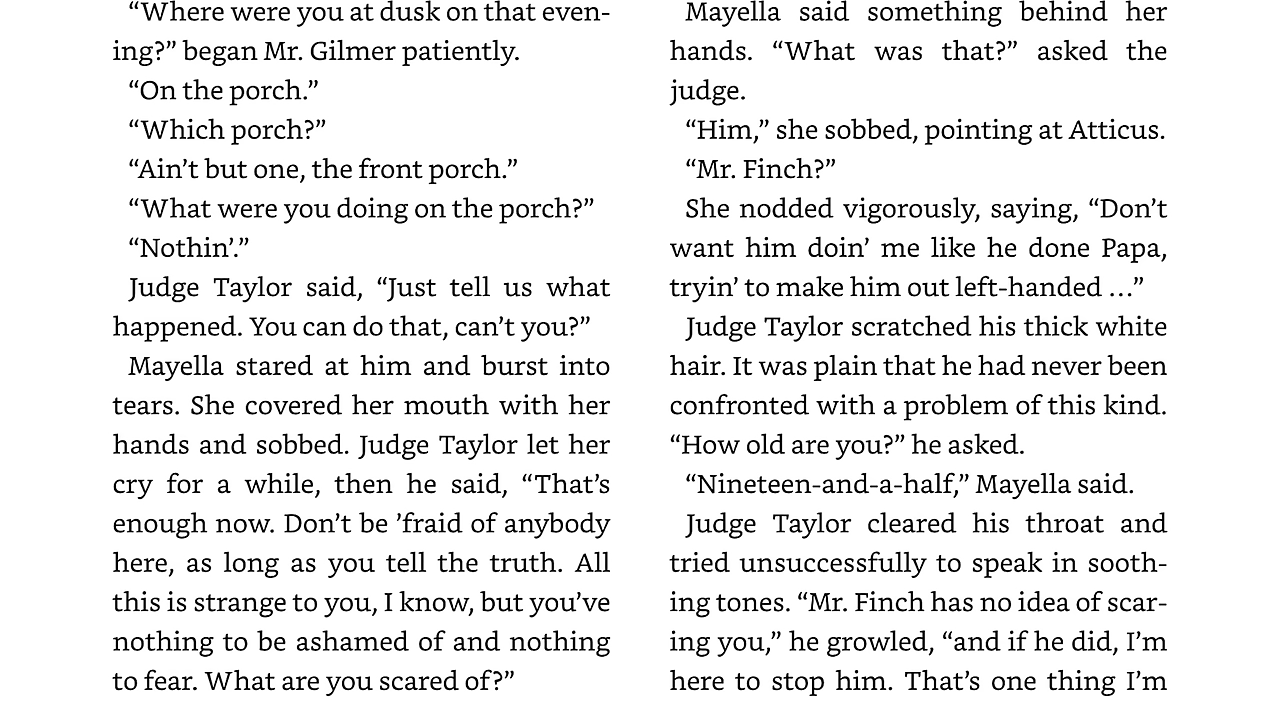 “Where were you at dusk on that even-
ing?” began Mr. Gilmer patiently.
“On the porch.”
“Which porch?”
“Ain’t but one, the front porch.”
“What were you doing on the porch?”
“Nothin’.”
Judge Taylor said, “Just tell us what
happened. You can do that, can’t you?”
Mayella stared at him and burst into
tears. She covered her mouth with her
hands and sobbed. Judge Taylor let her
cry for a while, then he said, “That’s
enough now. Don’t be ’fraid of anybody
here, as long as you tell the truth. All
this is strange to you, I know, but you’ve
nothing to be ashamed of and nothing
to fear. What are you scared of?”
Mayella said something behind her
hands. “What was that?” asked the
judge.
“Him,” she sobbed, pointing at Atticus.
“Mr. Finch?”
She nodded vigorously, saying, “Don’t
want him doin’ me like he done Papa,
tryin’ to make him out left-handed …”
Judge Taylor scratched his thick white
hair. It was plain that he had never been
confronted with a problem of this kind.
“How old are you?” he asked.
“Nineteen-and-a-half,” Mayella said.
Judge Taylor cleared his throat and
tried unsuccessfully to speak in sooth-
ing tones. “Mr. Finch has no idea of scar-
ing you,” he growled, “and if he did, I’m
here to stop him. That’s one thing I’m